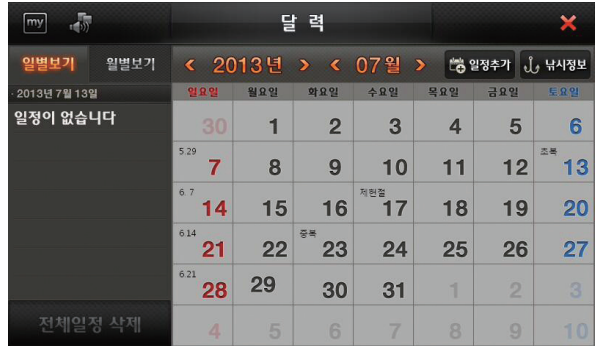 my
달 력
일별보기 월별보기 2013년 07월 일정추가 낚시정보
· 2013년 7월 13일
일정이 없습니다
일요일 월요일 화요일 수요일 목요일 금요일 토요일
30 1 2 3 4 5 6
5.29 초복
7 8 9 10 11 12 13
6.7 제헌절
14 15 16 17 18 19 20
6.14 중복
21 22 23 24 25 26 27
6.21
28 29 30 31 1 2 3
전체일정 삭제
4 5 6 7 8 9 10